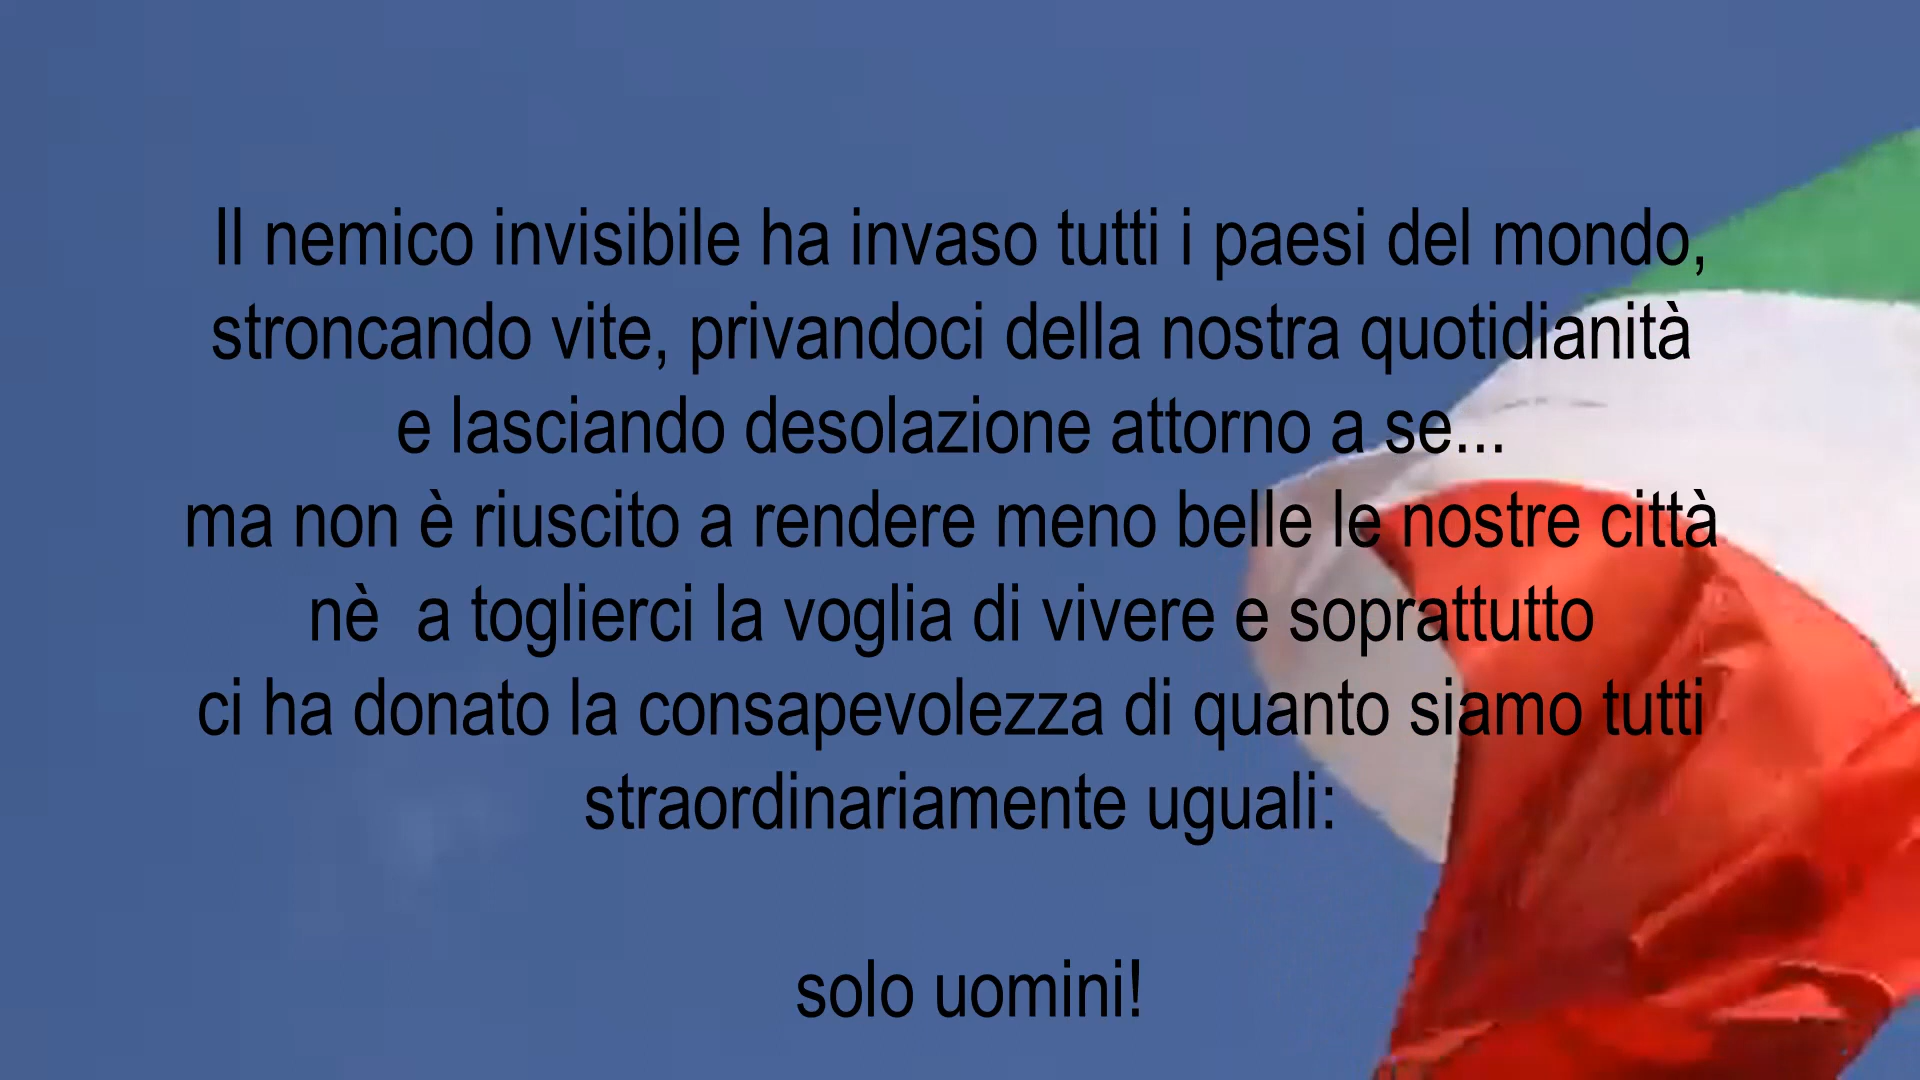 Il nemico invisibile ha invaso tutti i paesi del mondo,
stroncando vite, privandoci della nostra quotidianità
e lasciando desolazione attorno a se...
ma non è riuscito a rendere meno belle le nostre città
nè  a toglierci la voglia di vivere e soprattutto
ci ha donato la consapevolezza di quanto siamo tutti
straordinariamente uguali:
solo uomini!